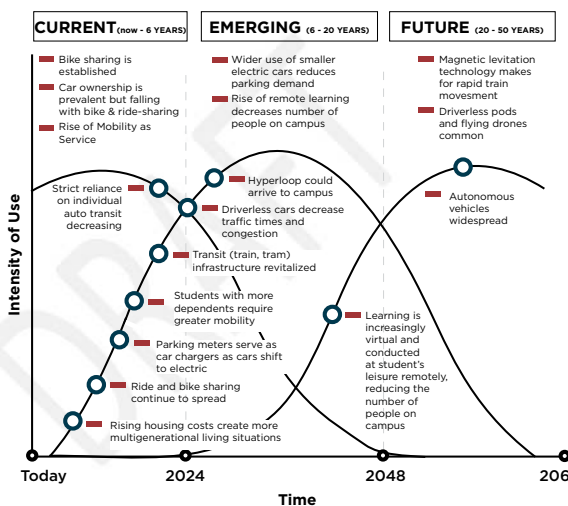 CURRENT (now - 6 YEARS)
EMERGING (6 - 20 YEARS)
FUTURE (20 - 50 YEARS)
Bike sharing is
established
Car ownership is
prevalent but falling
with bike & ride-sharing
Rise of Mobility as
Service
Wider use of smaller
electric cars reduces
parking demand
Rise of remote learning
decreases number of
people on campus
Magnetic levitation
technology makes
for rapid train
movesment
Driverless pods
and flying drones
common
Strict reliance
on individual
auto transit
decreasing
Hyperloop could
arrive to campus
Driverless cars decrease
traffic times and
congestion
Autonomous
vehicles
widespread
Transit (train, tram)
infrastructure revitalized
Students with more
dependents require
greater mobility
Parking meters serve as
car chargers as cars shift
to electric
Ride and bike sharing
continue to spread
Rising housing costs create more
multigenerational living situations
Learning is
increasingly
virtual and
conducted
at student's
leisure remotely,
reducing the
number of
people on
campus
Intensity of Use
Today
2024
2048
206
Time
DRAFT